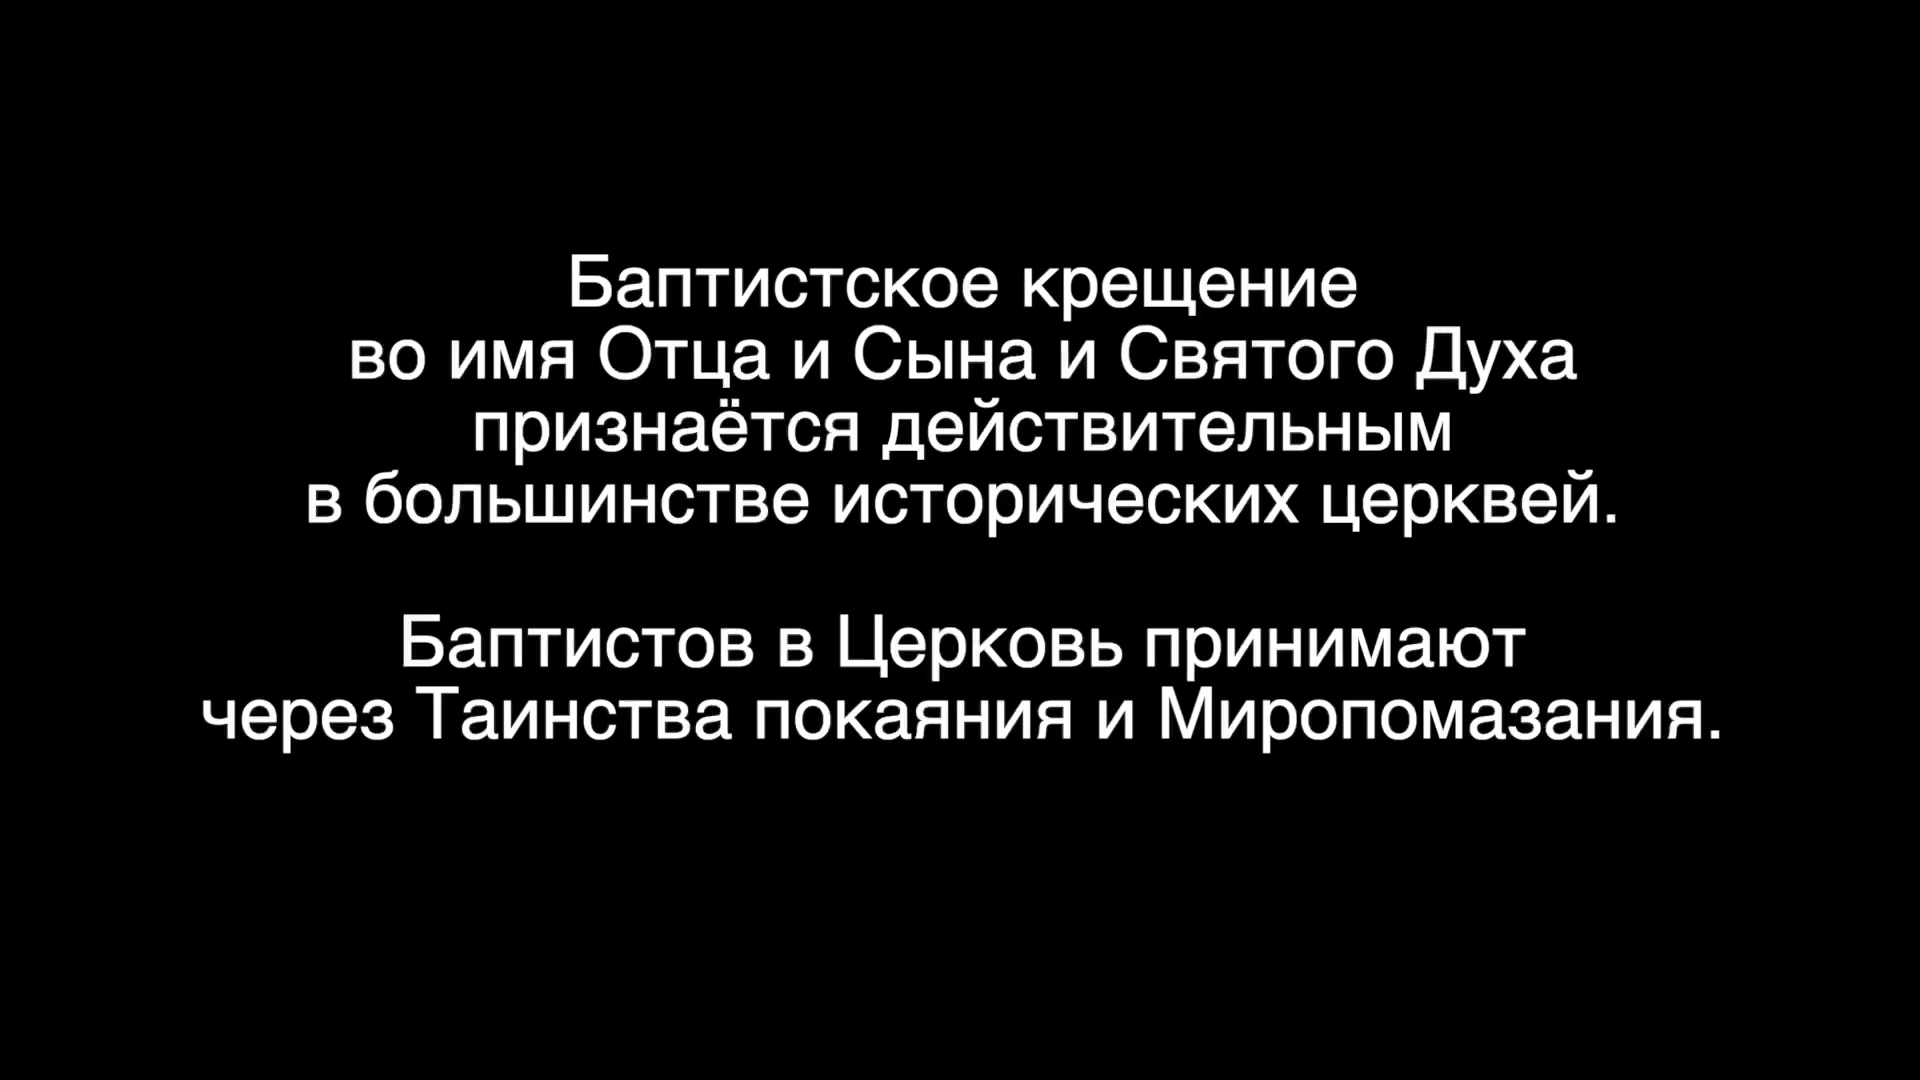 Баптистское крещение
во имя Отца и Сына и Святого Духа
признаётся действительным
в большинстве исторических церквей.
Баптистов в Церковь принимают
через Таинства покаяния и Миропомазания.